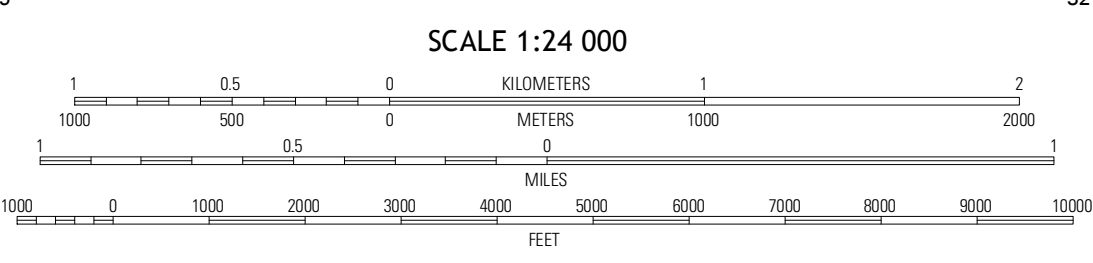 SCALE 1:24 000
1 0.5 0 KILOMETERS 1 2
1000 500 0 METERS 1000 2000
1 0.5 0 1
MILES
1000 0 1000 2000 3000 4000 5000 6000 7000 8000 9000 10000
FEET